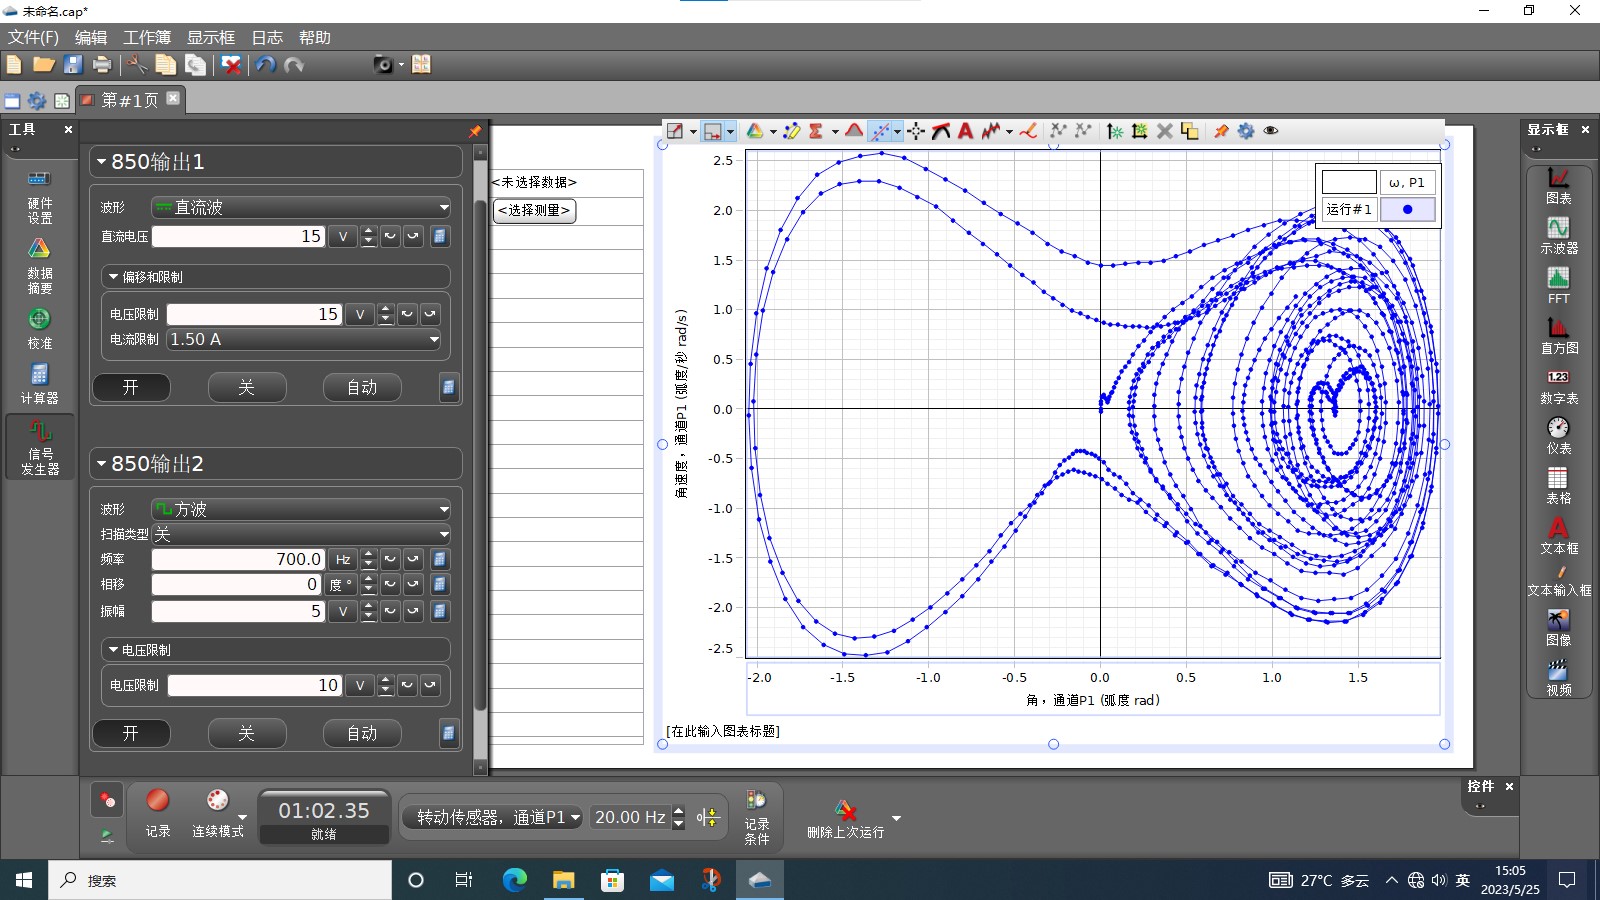 未命名.cap*
文件(F) 编辑 工作簿 显示框 日志 帮助
第#1页
工具
硬件
设置
数据
摘要
校准
计算器
信号
发生器
850输出1
波形 直流波
直流电压 15 V
偏移和限制
电压限制 15 V
电流限制 1.50 A
开 关 自动
850输出2
波形 方波
扫描类型 关
频率 700.0 Hz
相移 0 度 °
振幅 5 V
电压限制
电压限制 10 V
开 关 自动
<未选择数据>
<选择测量>
ω, P1
运行#1
2.5
2.0
1.5
1.0
0.5
0.0
-0.5
-1.0
-1.5
-2.0
-2.5
角速度，通道P1 (弧度/秒 rad/s)
-2.0 -1.5 -1.0 -0.5 0.0 0.5 1.0 1.5
角，通道P1 (弧度 rad)
[在此输入图表标题]
显示框
图表
示波器
FFT
直方图
1.23
数字表
仪表
表格
文本框
文本输入框
图像
视频
控件
记录
连续模式
01:02.35
就绪
转动传感器，通道P1
20.00 Hz
记录
条件
删除上次运行
搜索
27°C 多云
英
15:05
2023/5/25